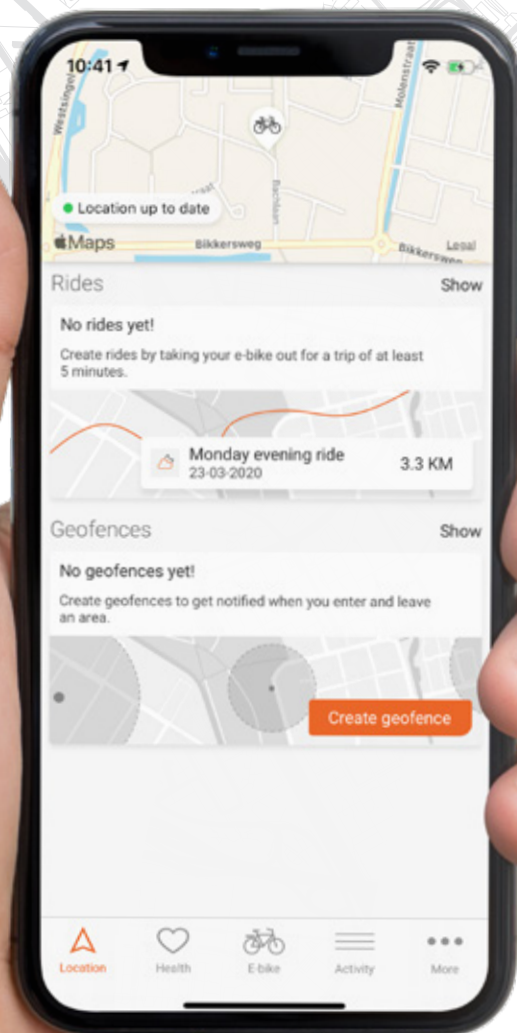 10:41
Westsingel
Molenstraat
Location up to date
Bachlaan
Maps
Bikkersweg
Legal
Bikkersweg
Rides
Show
No rides yet!
Create rides by taking your e-bike out for a trip of at least
5 minutes.
Monday evening ride
23-03-2020
3.3 KM
Geofences
Show
No geofences yet!
Create geofences to get notified when you enter and leave
an area.
Create geofence
Location
Health
E-bike
Activity
More